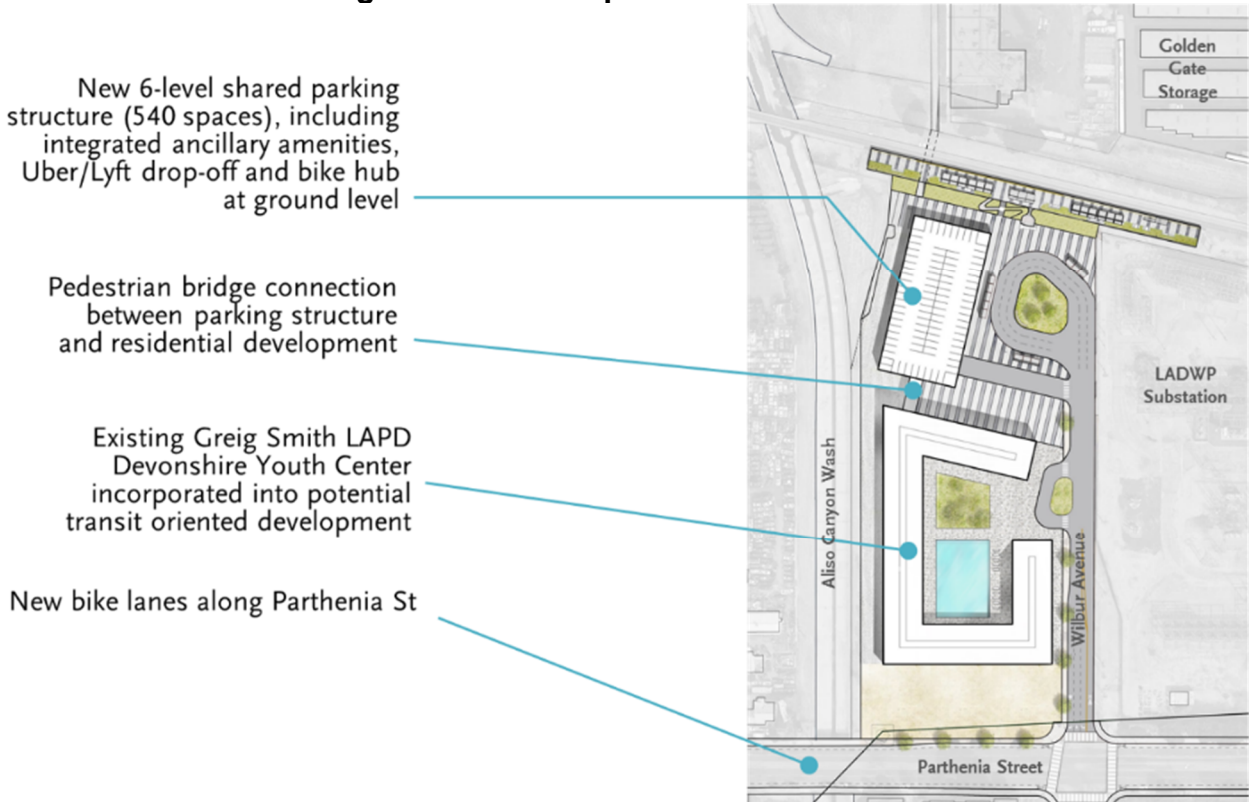 New 6-level shared parking
structure (540 spaces), including
integrated ancillary amenities,
Uber/Lyft drop-off and bike hub
at ground level
Pedestrian bridge connection
between parking structure
and residential development
Existing Greig Smith LAPD
Devonshire Youth Center
incorporated into potential
transit oriented development
New bike lanes along Parthenia St
Golden
Gate
Storage
LADWP
Substation
Aliso Canyon Wash
Wilbur Avenue
Parthenia Street